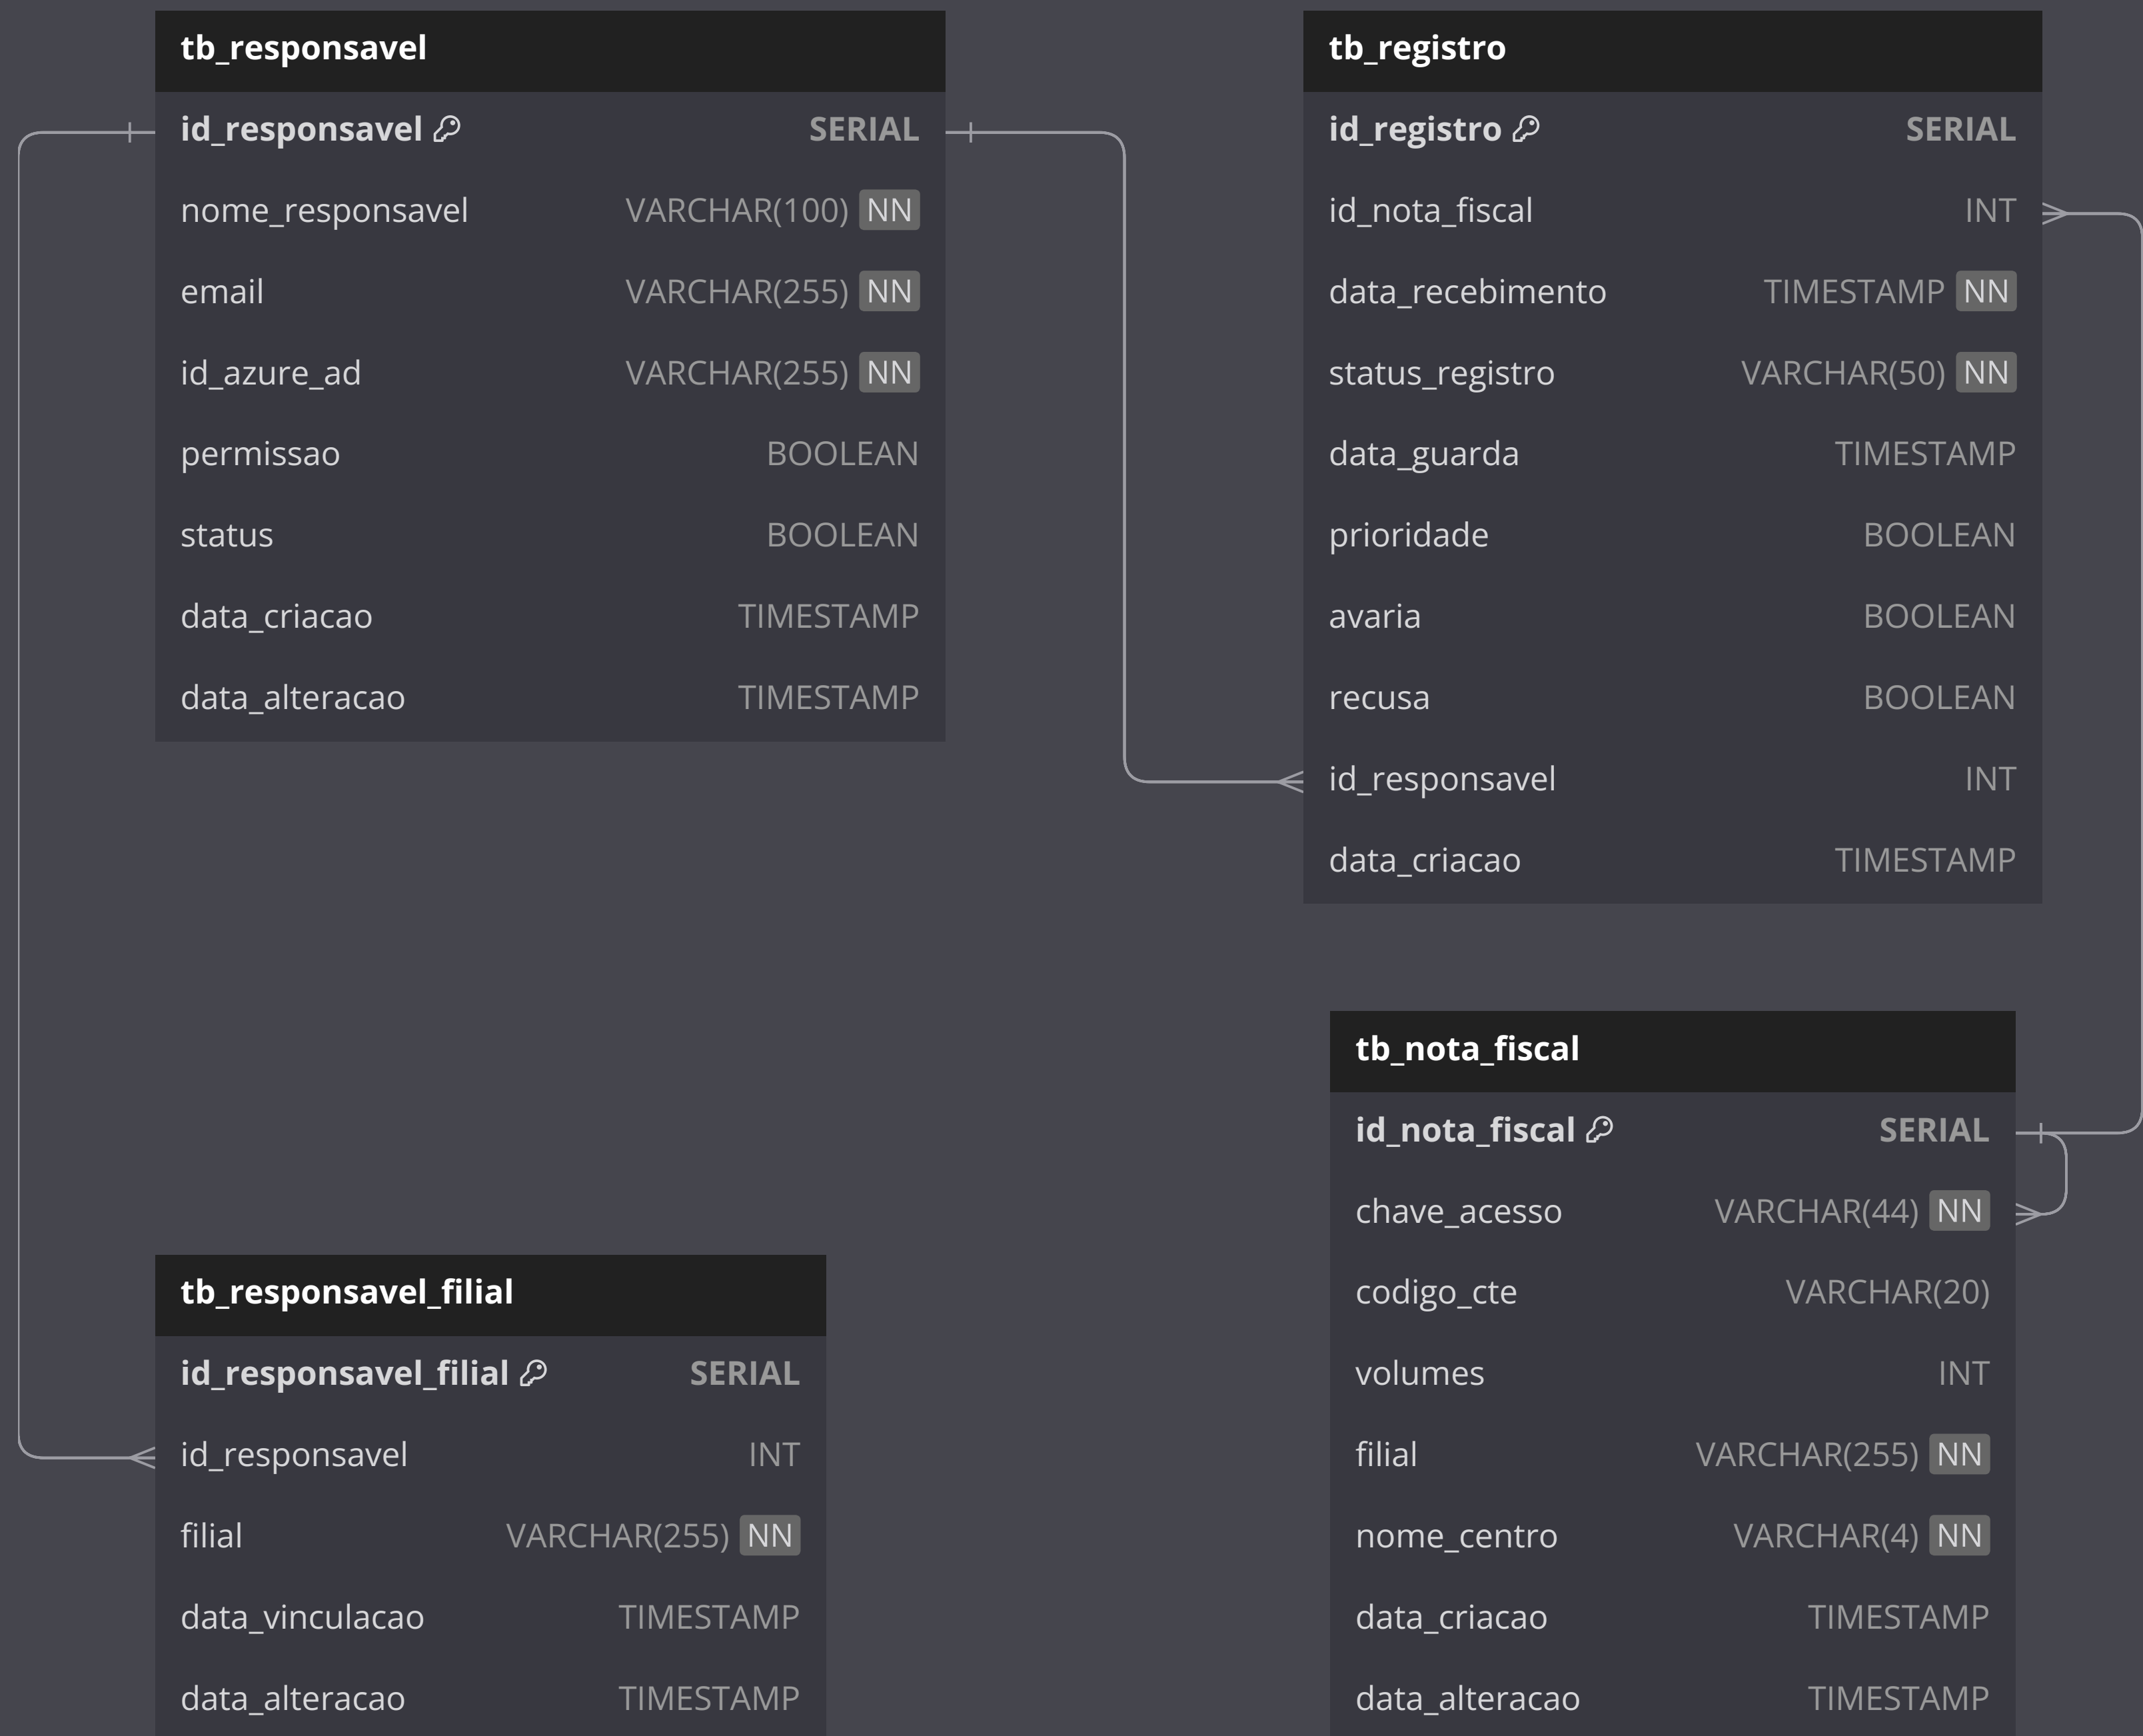 tb_responsavel
id_responsavel SERIAL
nome_responsavel VARCHAR(100) NN
email VARCHAR(255) NN
id_azure_ad VARCHAR(255) NN
permissao BOOLEAN
status BOOLEAN
data_criacao TIMESTAMP
data_alteracao TIMESTAMP
tb_registro
id_registro SERIAL
id_nota_fiscal INT
data_recebimento TIMESTAMP NN
status_registro VARCHAR(50) NN
data_guarda TIMESTAMP
prioridade BOOLEAN
avaria BOOLEAN
recusa BOOLEAN
id_responsavel INT
data_criacao TIMESTAMP
tb_responsavel_filial
id_responsavel_filial SERIAL
id_responsavel INT
filial VARCHAR(255) NN
data_vinculacao TIMESTAMP
data_alteracao TIMESTAMP
tb_nota_fiscal
id_nota_fiscal SERIAL
chave_acesso VARCHAR(44) NN
codigo_cte VARCHAR(20)
volumes INT
filial VARCHAR(255) NN
nome_centro VARCHAR(4) NN
data_criacao TIMESTAMP
data_alteracao TIMESTAMP